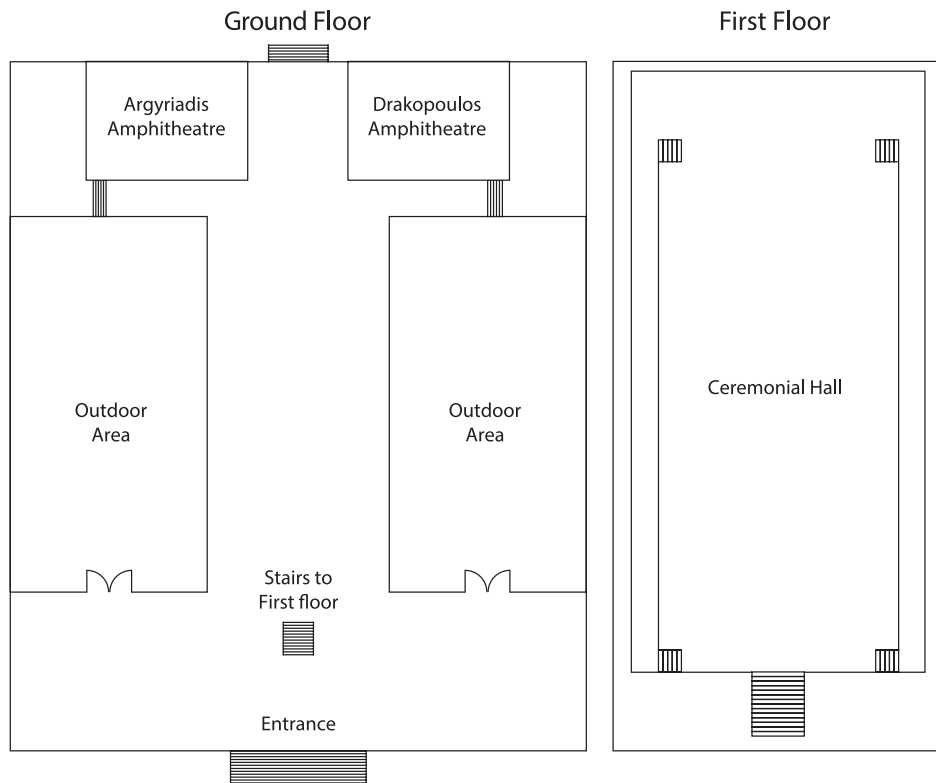 Ground Floor
First Floor
Argyriadis
Amphitheatre
Drakopoulos
Amphitheatre
Ceremonial Hall
Outdoor
Area
Outdoor
Area
Stairs to
First floor
Entrance